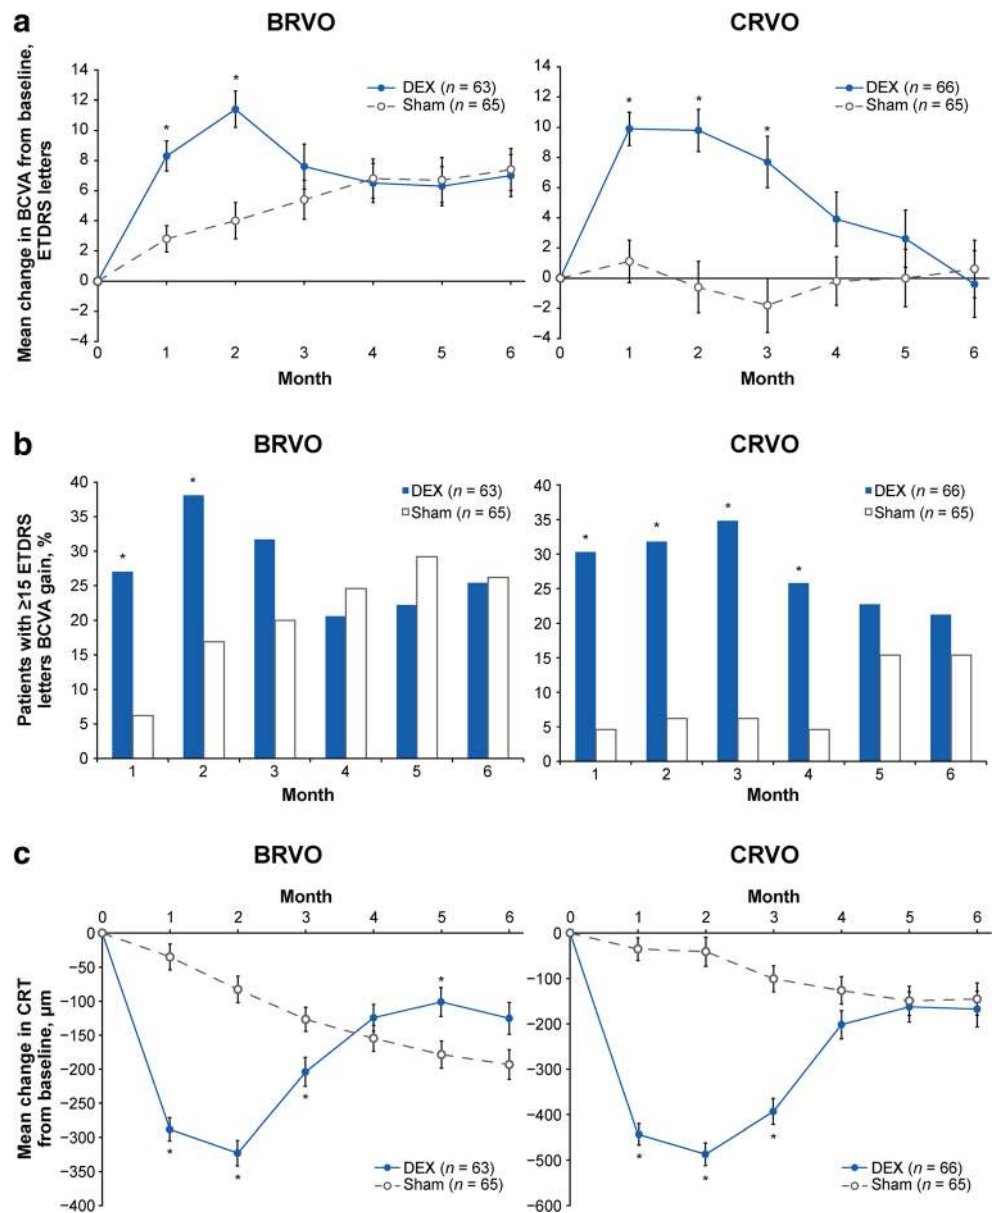 a
BRVO
CRVO
Mean change in BCVA from baseline,
ETDRS letters
14
12
10
8
6
4
2
0
−2
−4
* *
DEX (n = 63)
Sham (n = 65)
0 1 2 3 4 5 6
Month
14
12
10
8
6
4
2
0
−2
−4
* * *
DEX (n = 66)
Sham (n = 65)
0 1 2 3 4 5 6
Month
b
BRVO
CRVO
Patients with ≥15 ETDRS
letters BCVA gain, %
40
35
30
25
20
15
10
5
0
* *
DEX (n = 63)
Sham (n = 65)
1 2 3 4 5 6
Month
40
35
30
25
20
15
10
5
0
* * * *
DEX (n = 66)
Sham (n = 65)
1 2 3 4 5 6
Month
c
BRVO
CRVO
Mean change in CRT
from baseline, µm
Month
0 1 2 3 4 5 6
0
−50
−100
−150
−200
−250
−300
−350
−400
* * * *
DEX (n = 63)
Sham (n = 65)
Month
0 1 2 3 4 5 6
0
−100
−200
−300
−400
−500
−600
* * *
DEX (n = 66)
Sham (n = 65)